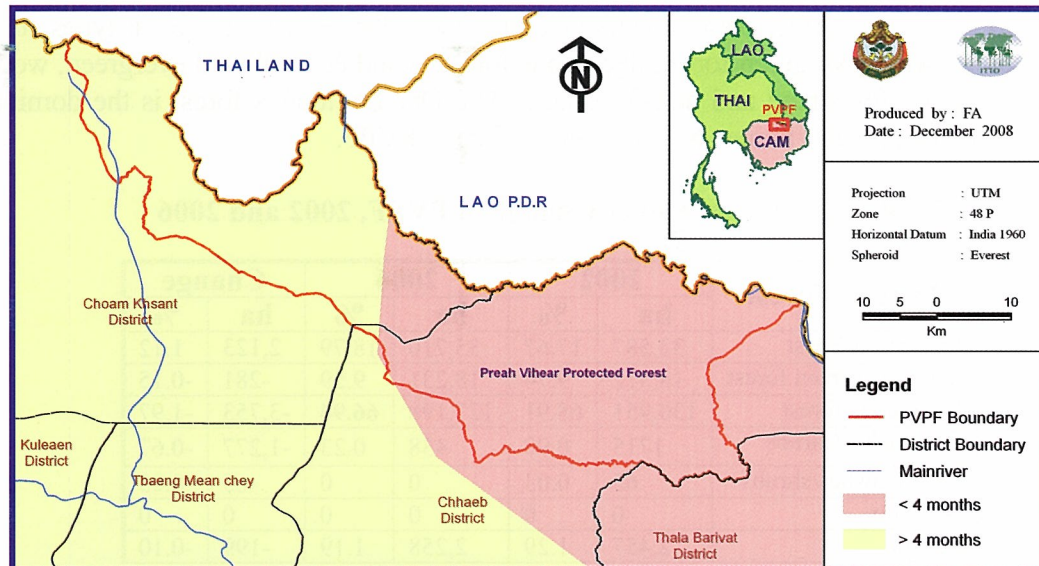 THAILAND
LAO P.D.R
N
LAO
THAI
PVPF
CAM
ITTO
Produced by : FA
Date : December 2008
Projection : UTM
Zone : 48 P
Horizontal Datum : India 1960
Spheroid : Everest
10 5 0 10
Km
Choam Khsant
District
Preah Vihear Protected Forest
Kuleaen
District
Tbaeng Mean chey
District
Chhaeb
District
Thala Barivat
District
Legend
PVPF Boundary
District Boundary
Mainriver
< 4 months
> 4 months